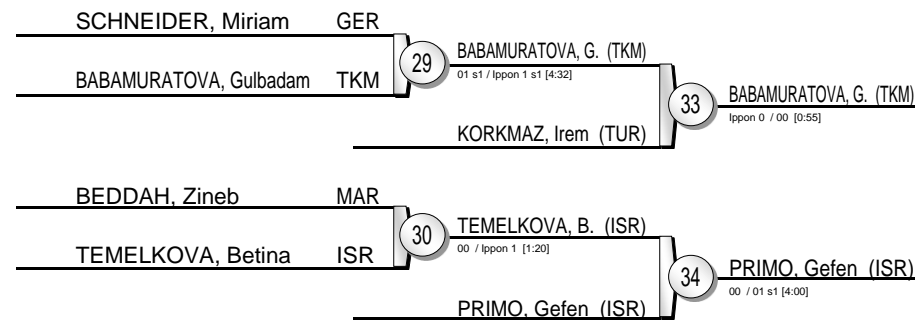 SCHNEIDER, Miriam GER
BABAMURATOVA, Gulbadam TKM
29
BABAMURATOVA, G. (TKM)
01 s1 / Ippon 1 s1 [4:32]
KORKMAZ, Irem (TUR)
33
BABAMURATOVA, G. (TKM)
Ippon 0 / 00 [0:55]
BEDDAH, Zineb MAR
TEMELKOVA, Betina ISR
30
TEMELKOVA, B. (ISR)
00 / Ippon 1 [1:20]
PRIMO, Gefen (ISR)
34
PRIMO, Gefen (ISR)
00 / 01 s1 [4:00]